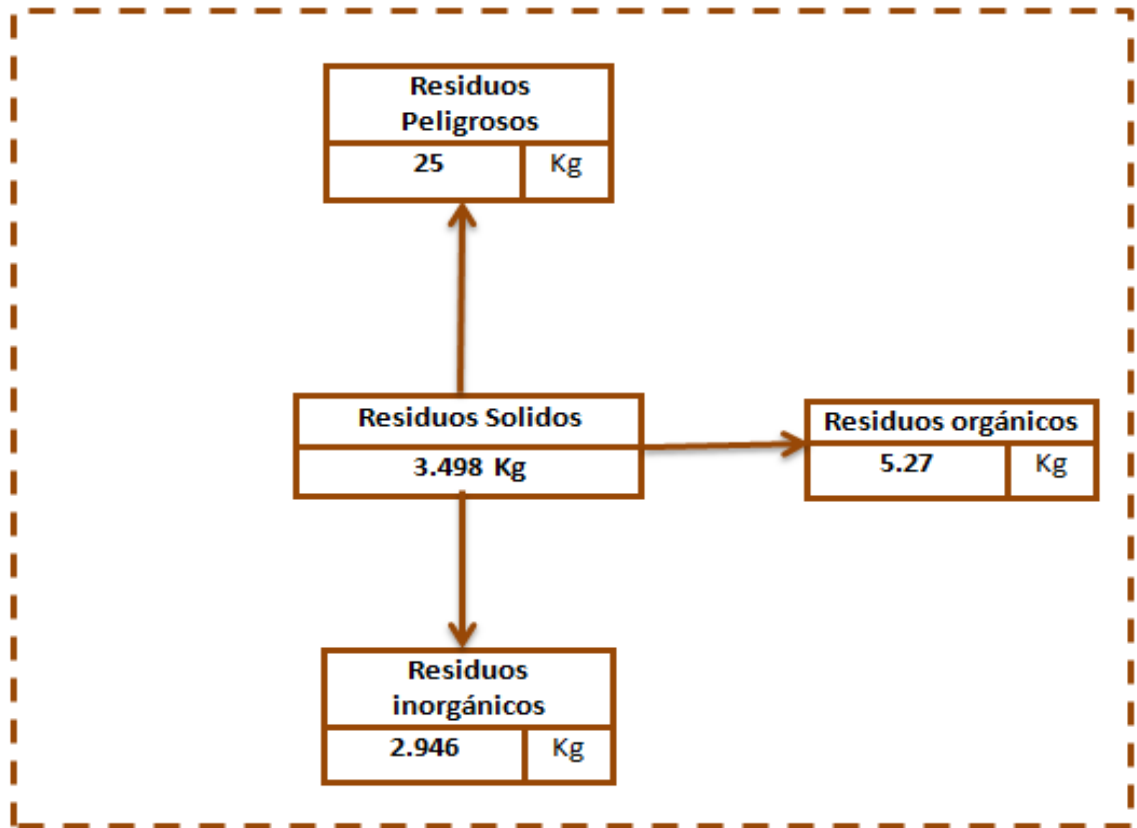 Residuos
Peligrosos
25 Kg
Residuos Solidos
3.498 Kg
Residuos orgánicos
5.27 Kg
Residuos
inorgánicos
2.946 Kg